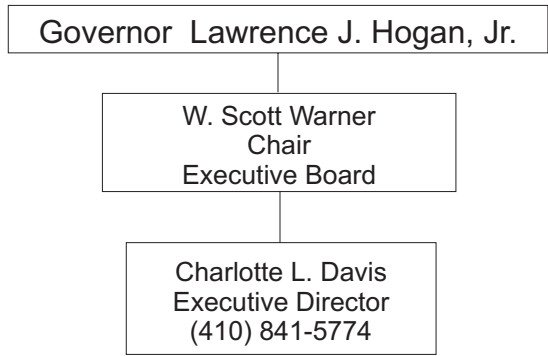 Governor Lawrence J. Hogan, Jr.
W. Scott Warner
Chair
Executive Board
Charlotte L. Davis
Executive Director
(410) 841-5774